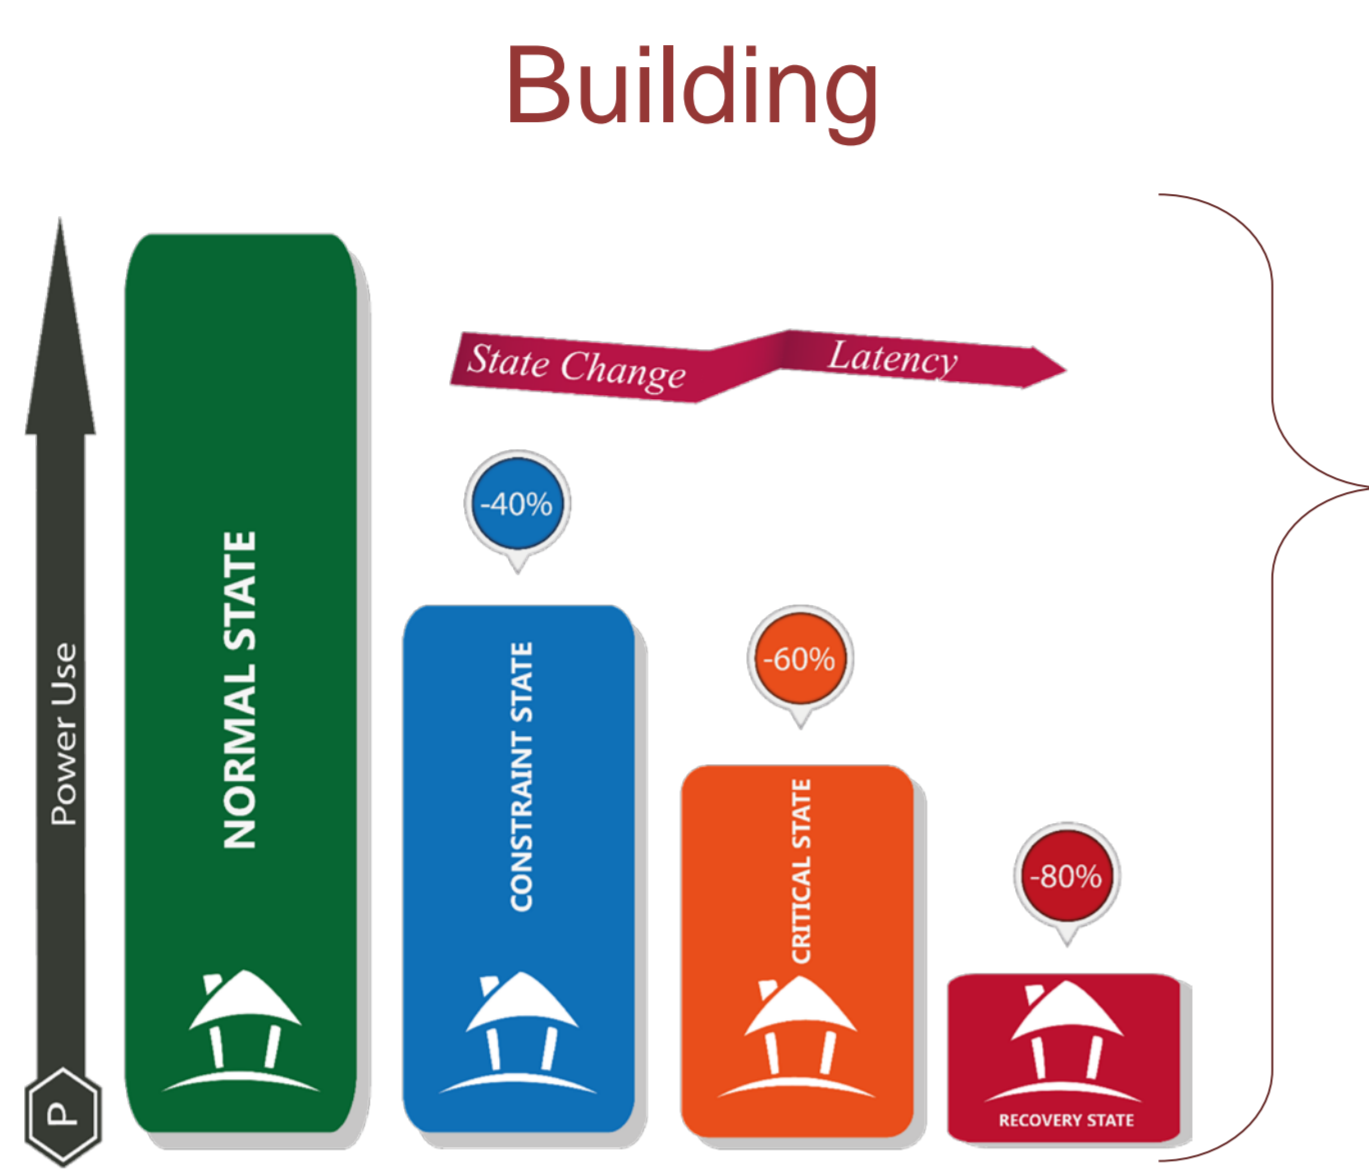 Building
Power Use
P
NORMAL STATE
State Change
Latency
-40%
CONSTRAINT STATE
-60%
CRITICAL STATE
-80%
RECOVERY STATE